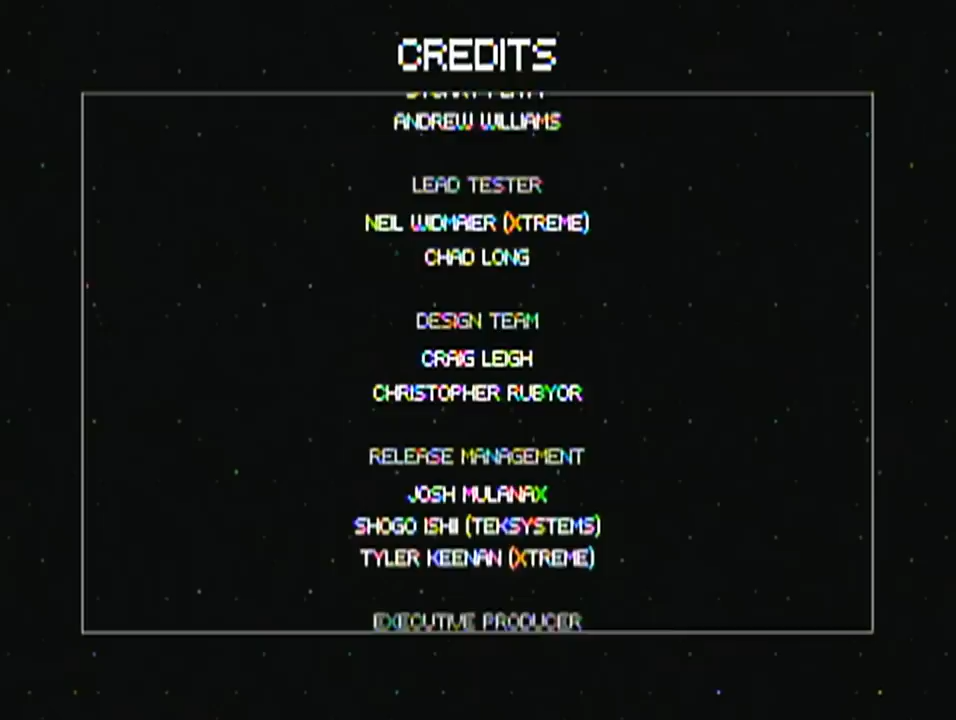 CREDITS
ANDREW WILLIAMS
LEAD TESTER
NEIL WIDMAIER (XTREME)
CHAD LONG
DESIGN TEAM
CRAIG LEIGH
CHRISTOPHER RUBYOR
RELEASE MANAGEMENT
JOSH MULANAX
SHOGO ISHII (TEKSYSTEMS)
TYLER KEENAN (XTREME)
EXECUTIVE PRODUCER